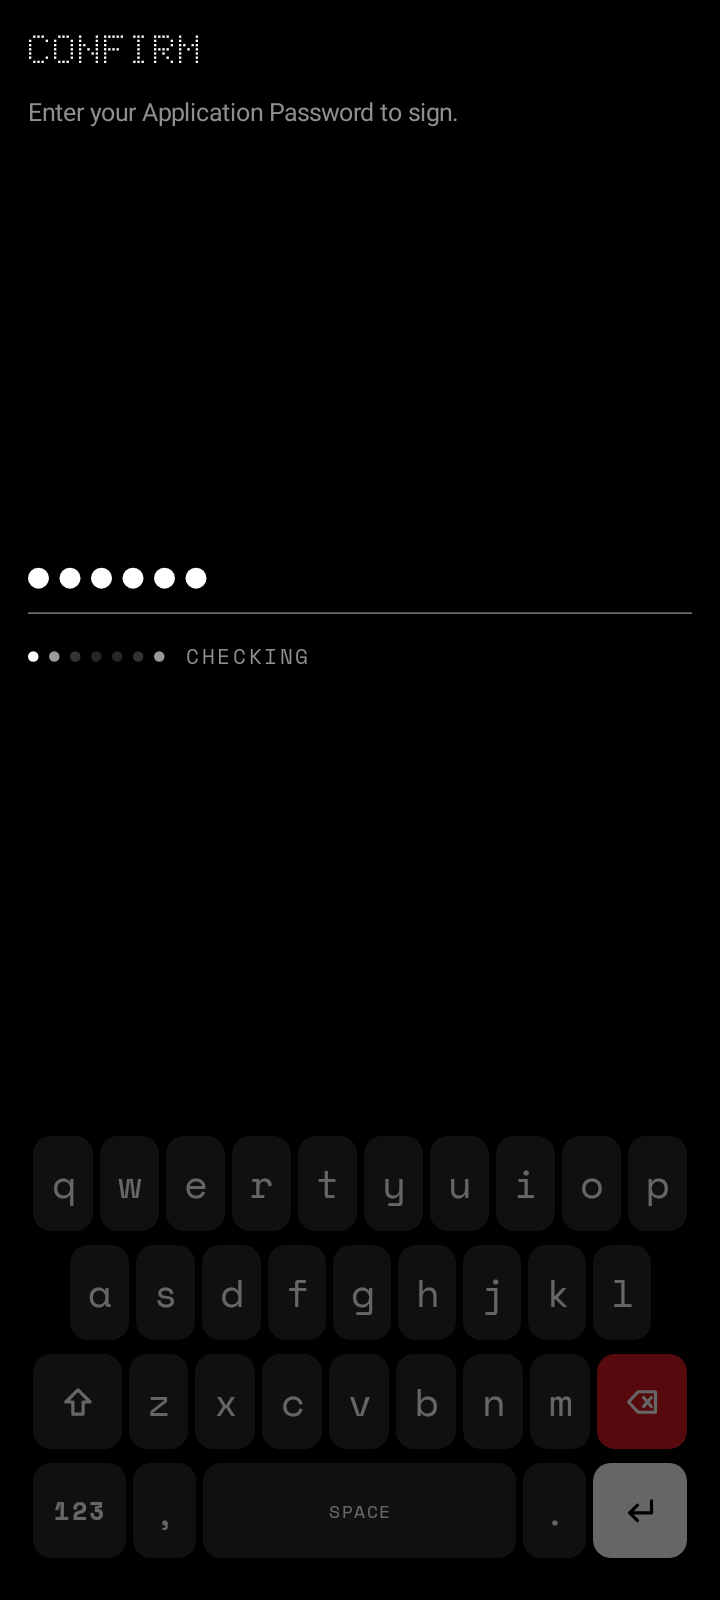 CONFIRM
Enter your Application Password to sign.
CHECKING
q w e r t y u i o p
a s d f g h j k l
z x c v b n m
123 , SPACE .